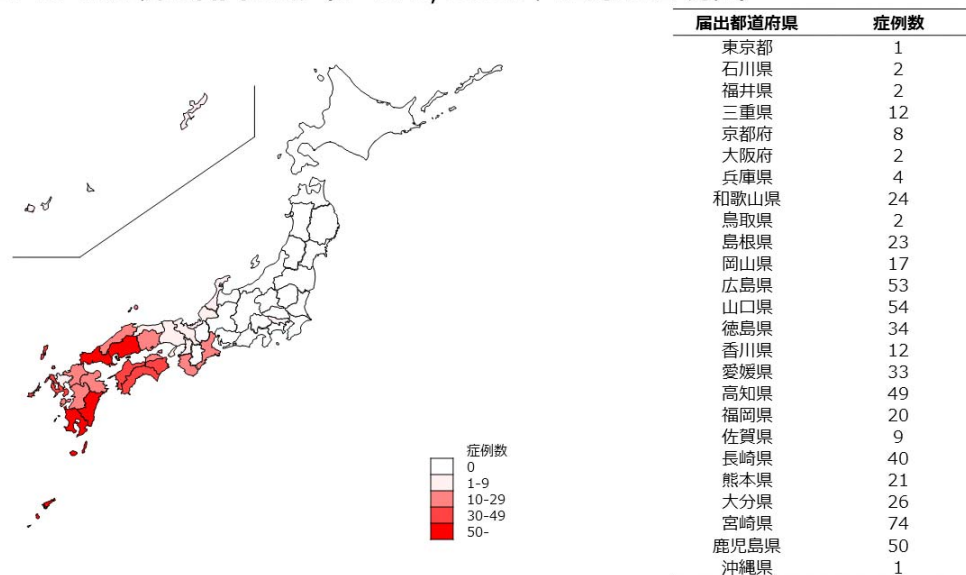 届出都道府県 症例数
東京都 1
石川県 2
福井県 2
三重県 12
京都府 8
大阪府 2
兵庫県 4
和歌山県 24
鳥取県 2
島根県 23
岡山県 17
広島県 53
山口県 54
徳島県 34
香川県 12
愛媛県 33
高知県 49
福岡県 20
佐賀県 9
長崎県 40
熊本県 21
大分県 26
宮崎県 74
鹿児島県 50
沖縄県 1
症例数
0
1-9
10-29
30-49
50-